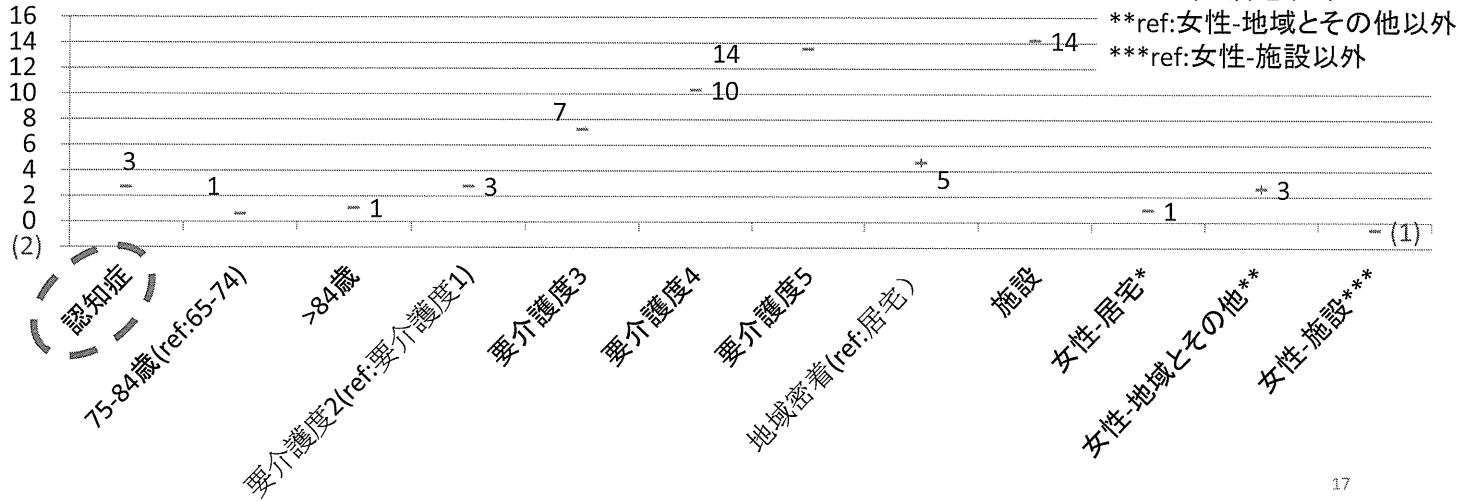 **ref:女性-地域とその他以外
***ref:女性-施設以外
16
14
12
10
8
6
4
2
0
(2)
3
1
1
3
7
10
14
5
14
1
3
(1)
認知症
75-84歳(ref:65-74)
>84歳
要介護度2(ref:要介護度1)
要介護度3
要介護度4
要介護度5
地域密着(ref:居宅)
施設
女性-居宅*
女性-地域とその他**
女性-施設***
17